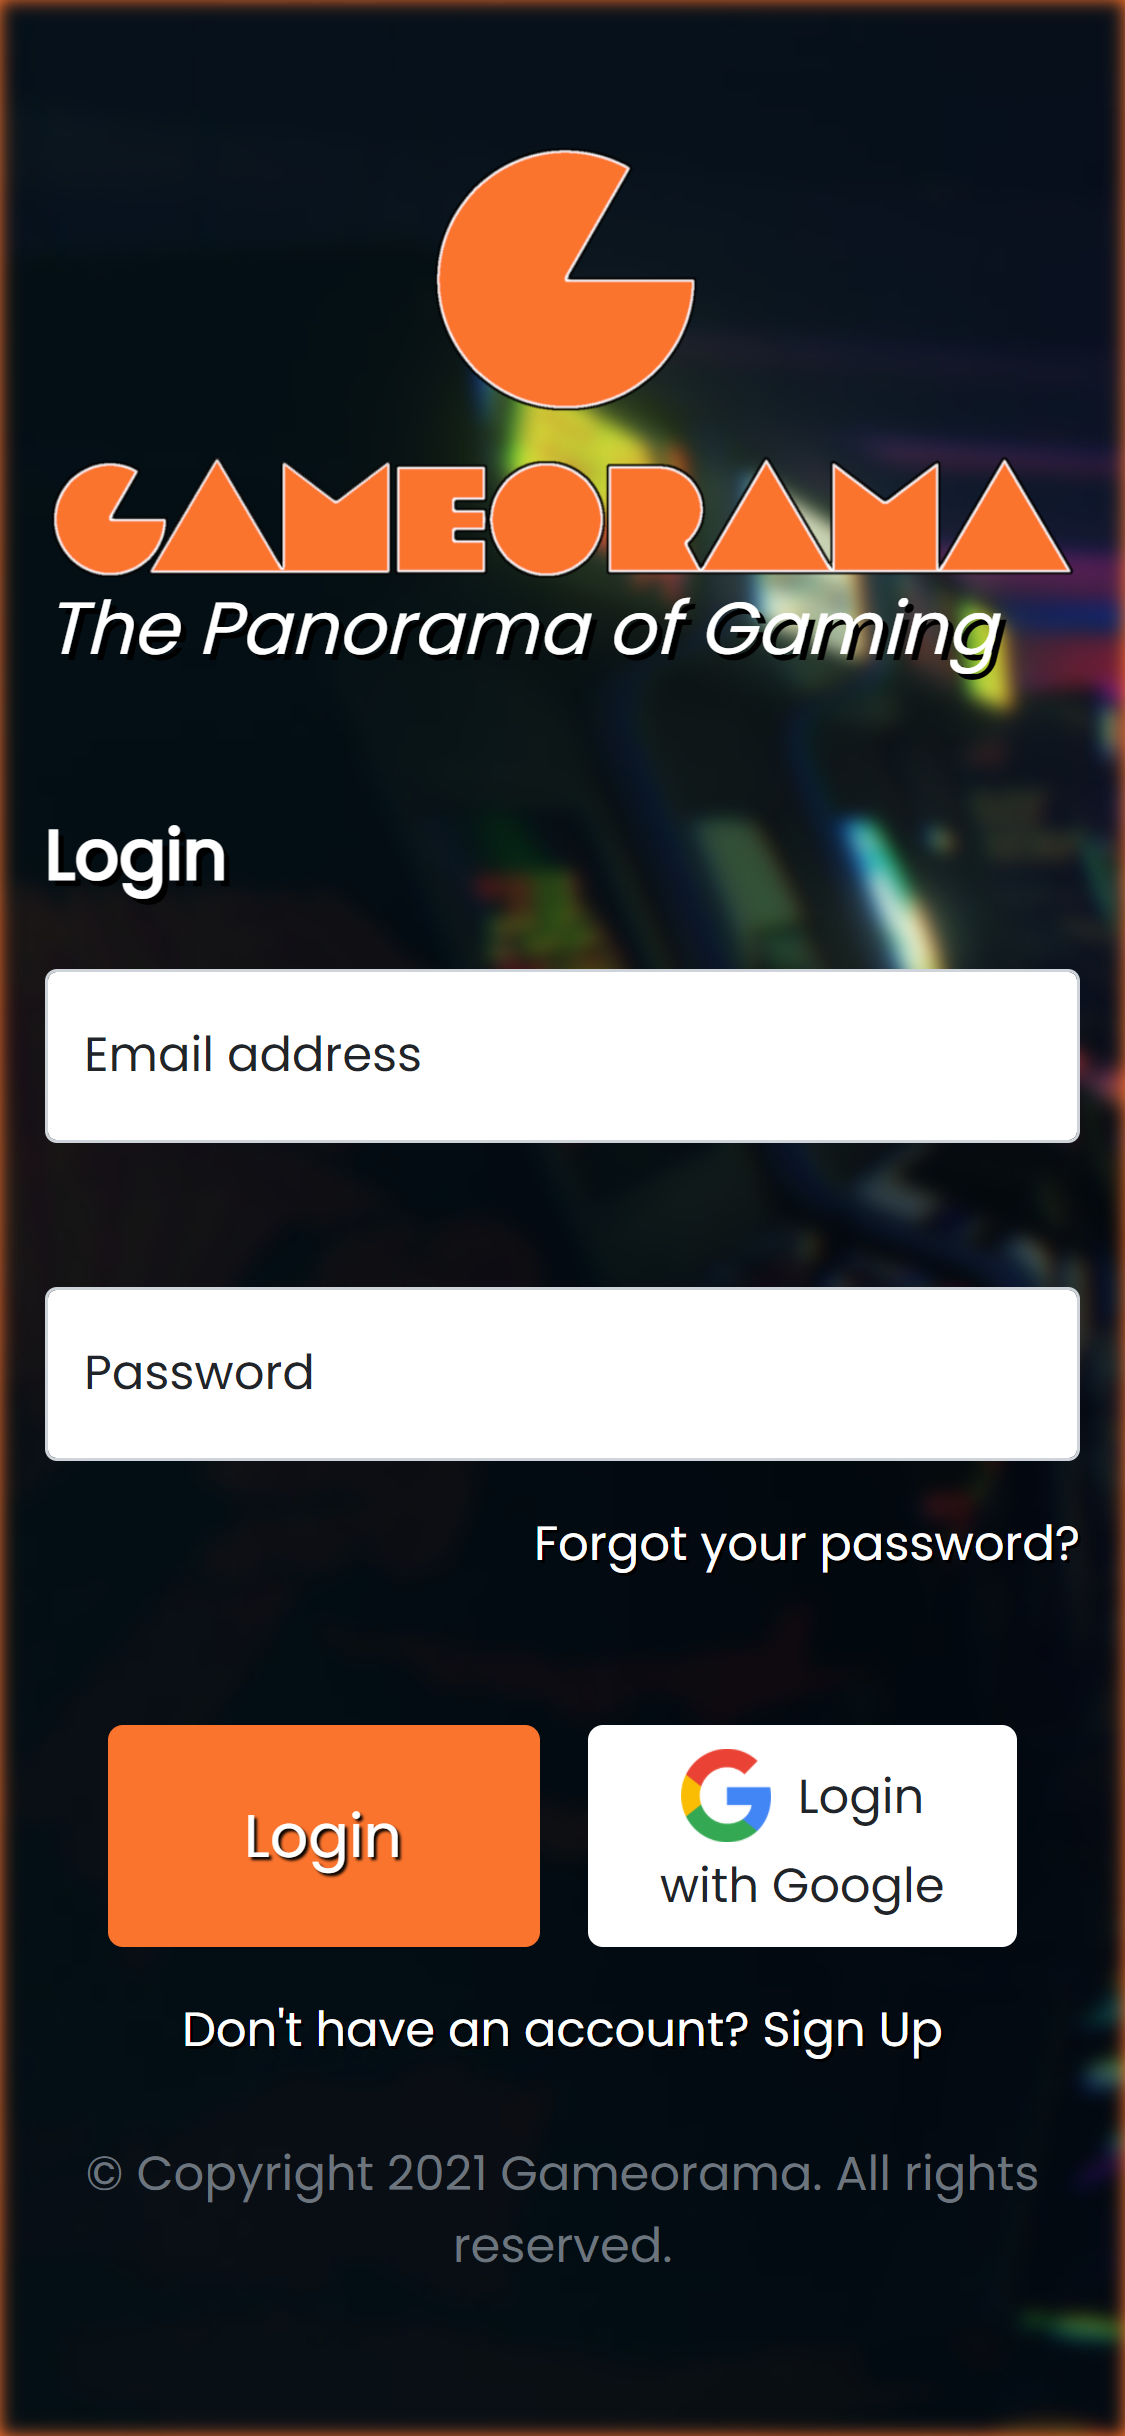 GAMEORAMA
The Panorama of Gaming
Login
Email address
Password
Forgot your password?
Login
Login
with Google
Don't have an account? Sign Up
© Copyright 2021 Gameorama. All rights
reserved.